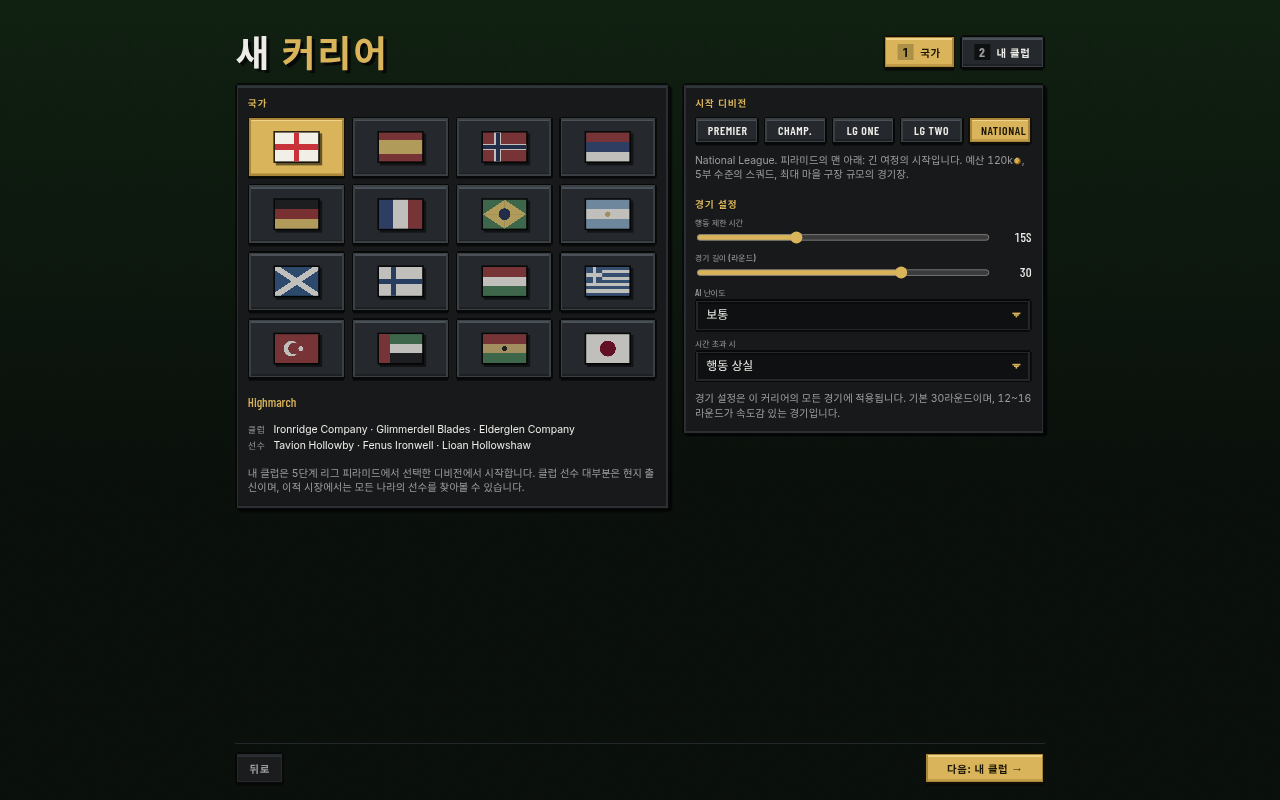 새 커리어
1 국가
2 내 클럽
국가
Highmarch
클럽 Ironridge Company · Glimmerdell Blades · Elderglen Company
선수 Tavion Hollowby · Fenus Ironwell · Lioan Hollowshaw
내 클럽은 5단계 리그 피라미드에서 선택한 디비전에서 시작합니다. 클럽 선수 대부분은 현지 출
신이며, 이적 시장에서는 모든 나라의 선수를 찾아볼 수 있습니다.
시작 디비전
PREMIER
CHAMP.
LG ONE
LG TWO
NATIONAL
National League. 피라미드의 맨 아래: 긴 여정의 시작입니다. 예산 120k,
5부 수준의 스쿼드, 최대 마을 구장 규모의 경기장.
경기 설정
행동 제한 시간
15S
경기 길이 (라운드)
30
AI 난이도
보통
시간 초과 시
행동 상실
경기 설정은 이 커리어의 모든 경기에 적용됩니다. 기본 30라운드이며, 12~16
라운드가 속도감 있는 경기입니다.
뒤로
다음: 내 클럽 →